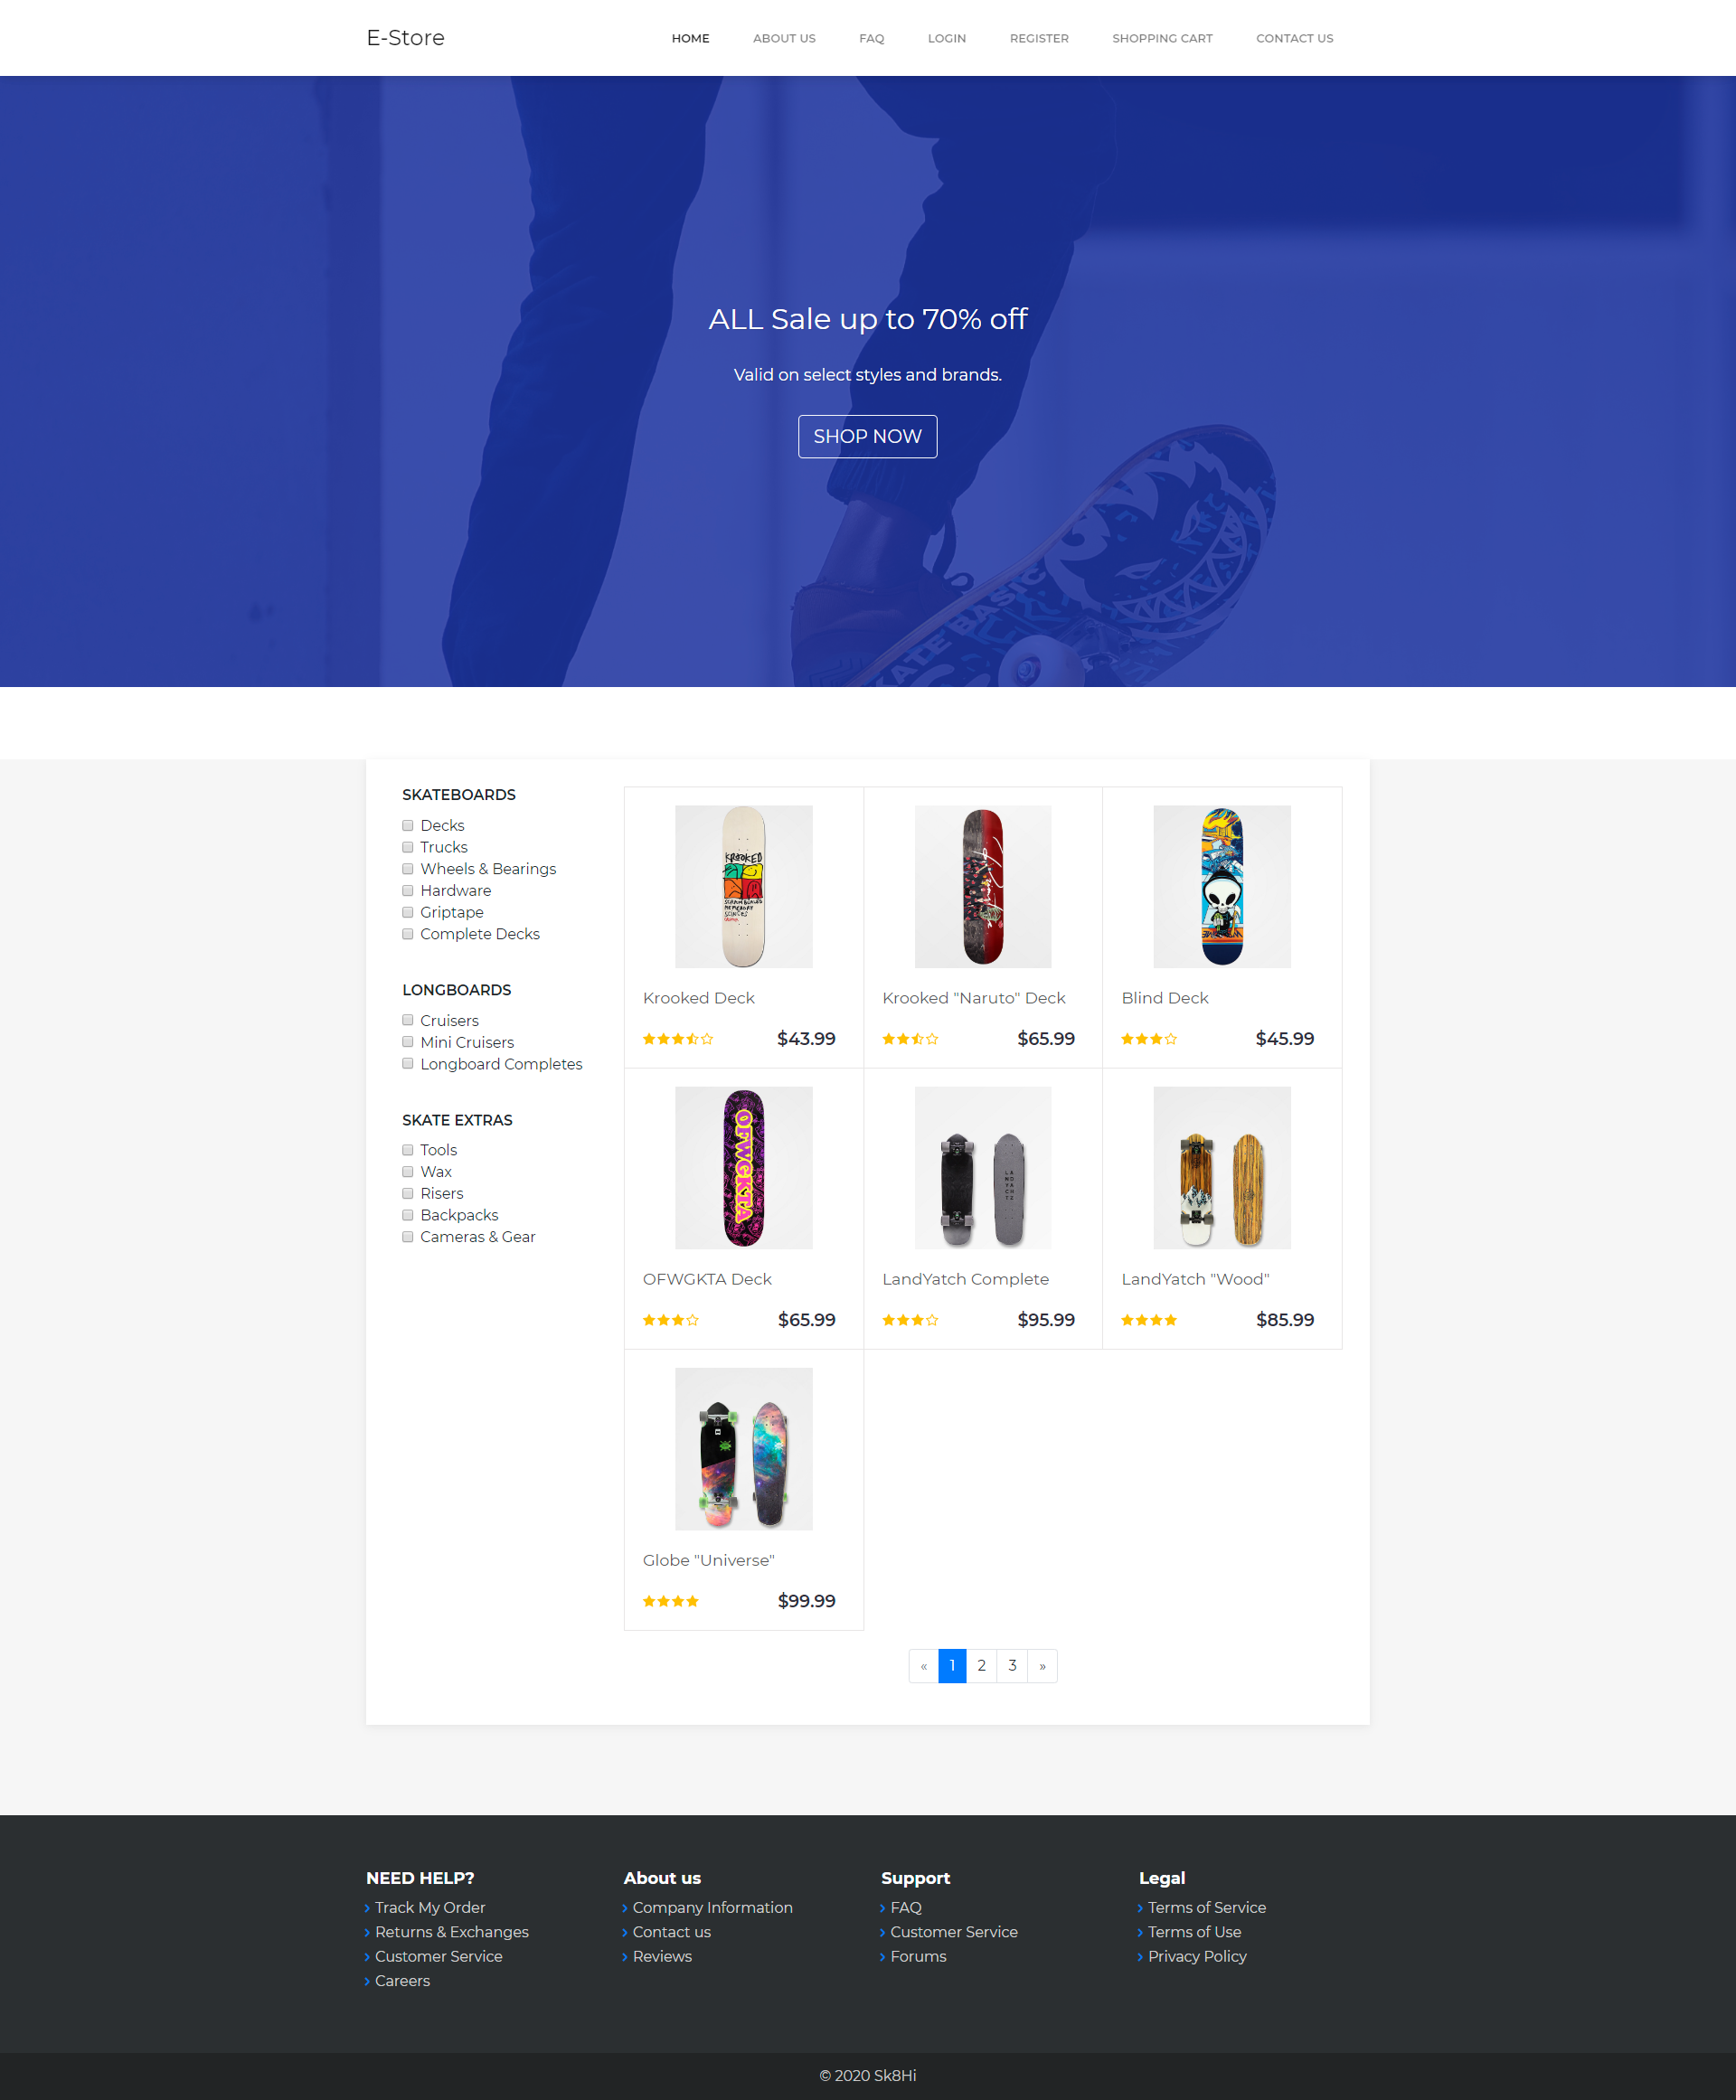 E-Store
HOME ABOUT US FAQ LOGIN REGISTER SHOPPING CART CONTACT US
ALL Sale up to 70% off
Valid on select styles and brands.
SHOP NOW
SKATE BASIC
SKATEBOARDS
Decks
Trucks
Wheels & Bearings
Hardware
Griptape
Complete Decks
LONGBOARDS
Cruisers
Mini Cruisers
Longboard Completes
SKATE EXTRAS
Tools
Wax
Risers
Backpacks
Cameras & Gear
KROOKED
Krooked Deck
$43.99
Krooked "Naruto" Deck
$65.99
Blind Deck
$45.99
OFWGKTA
OFWGKTA Deck
$65.99
LandYatch Complete
$95.99
LandYatch "Wood"
$85.99
Globe "Universe"
$99.99
« 1 2 3 »
NEED HELP?
Track My Order
Returns & Exchanges
Customer Service
Careers
About us
Company Information
Contact us
Reviews
Support
FAQ
Customer Service
Forums
Legal
Terms of Service
Terms of Use
Privacy Policy
© 2020 Sk8Hi